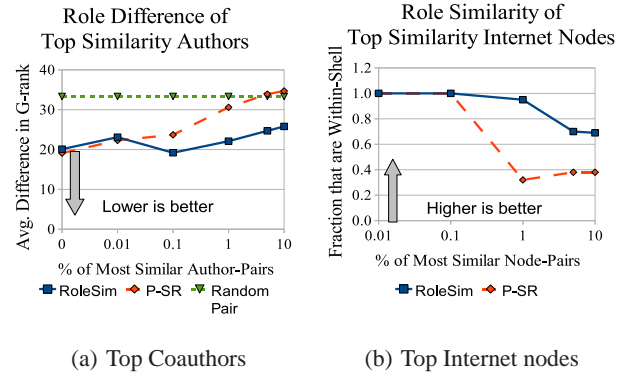 Role Difference of
Top Similarity Authors
Avg. Difference in G-rank
40
30
20
10
0
Lower is better
0 0.01 0.1 1 10
% of Most Similar Author-Pairs
RoleSim P-SR Random
Pair
(a) Top Coauthors
Role Similarity of
Top Similarity Internet Nodes
Fraction that are Within-Shell
1.2
1.0
0.8
0.6
0.4
0.2
0.0
Higher is better
0.01 0.1 1 10
% of Most Similar Node-Pairs
RoleSim P-SR
(b) Top Internet nodes